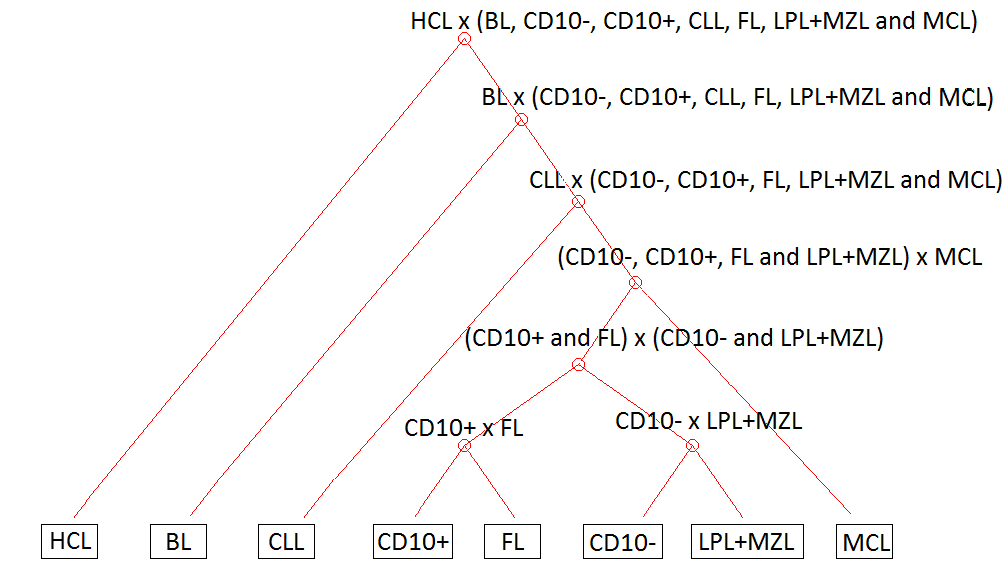 HCL x (BL, CD10-, CD10+, CLL, FL, LPL+MZL and MCL)
BL x (CD10-, CD10+, CLL, FL, LPL+MZL and MCL)
CLL x (CD10-, CD10+, FL, LPL+MZL and MCL)
(CD10-, CD10+, FL and LPL+MZL) x MCL
(CD10+ and FL) x (CD10- and LPL+MZL)
CD10+ x FL
CD10- x LPL+MZL
HCL
BL
CLL
CD10+
FL
CD10-
LPL+MZL
MCL